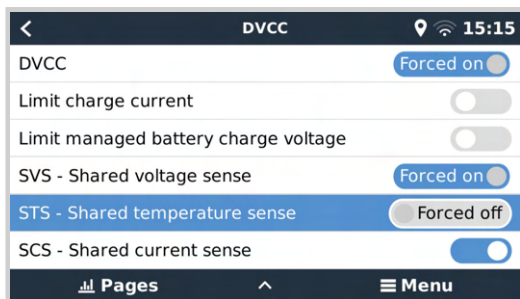 DVCC 15:15
DVCC Forced on
Limit charge current
Limit managed battery charge voltage
SVS - Shared voltage sense Forced on
STS - Shared temperature sense Forced off
SCS - Shared current sense
Pages Menu